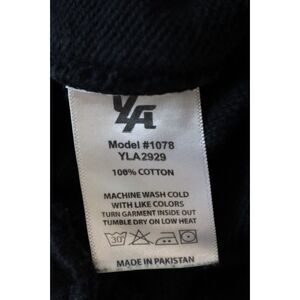 YLA
Model #1078
YLA2929
100% COTTON
MACHINE WASH COLD
WITH LIKE COLORS
TURN GARMENT INSIDE OUT
TUMBLE DRY ON LOW HEAT
30°
MADE IN PAKISTAN